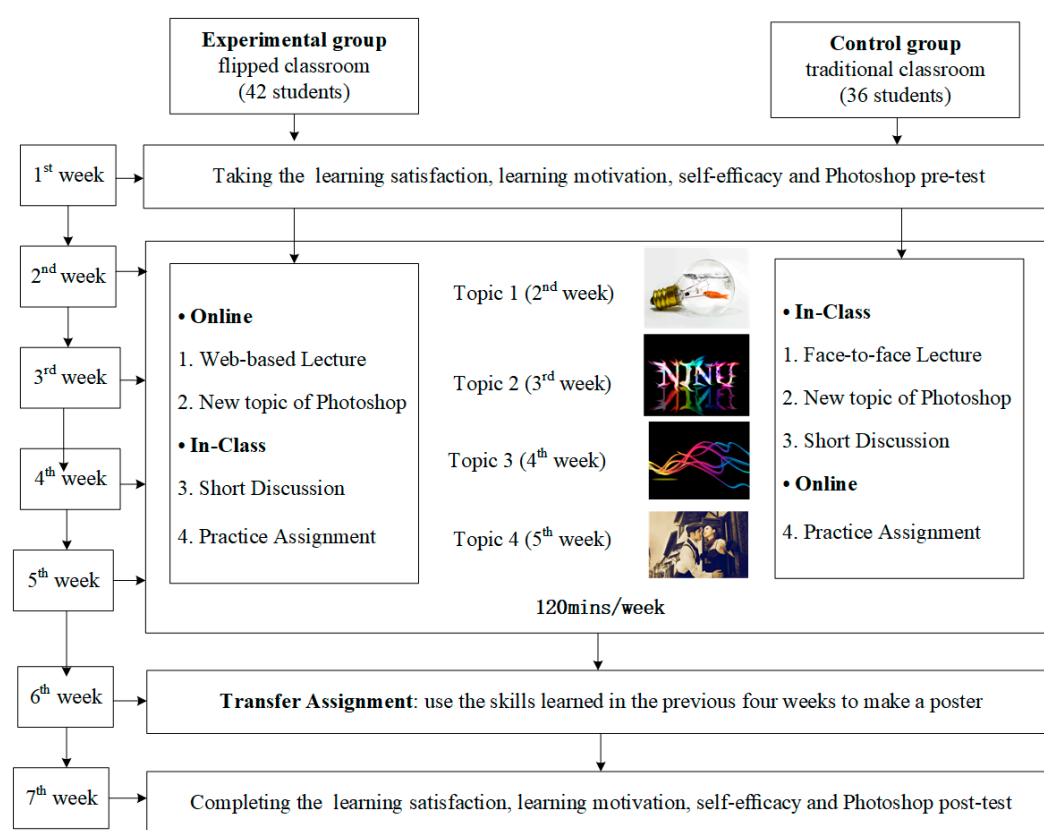 Experimental group
flipped classroom
(42 students)
Control group
traditional classroom
(36 students)
1st week
Taking the learning satisfaction, learning motivation, self-efficacy and Photoshop pre-test
2nd week
3rd week
4th week
5th week
• Online
1. Web-based Lecture
2. New topic of Photoshop
• In-Class
3. Short Discussion
4. Practice Assignment
Topic 1 (2nd week)
Topic 2 (3rd week)
NJNU
Topic 3 (4th week)
Topic 4 (5th week)
• In-Class
1. Face-to-face Lecture
2. New topic of Photoshop
3. Short Discussion
• Online
4. Practice Assignment
120mins/week
6th week
Transfer Assignment: use the skills learned in the previous four weeks to make a poster
7th week
Completing the learning satisfaction, learning motivation, self-efficacy and Photoshop post-test